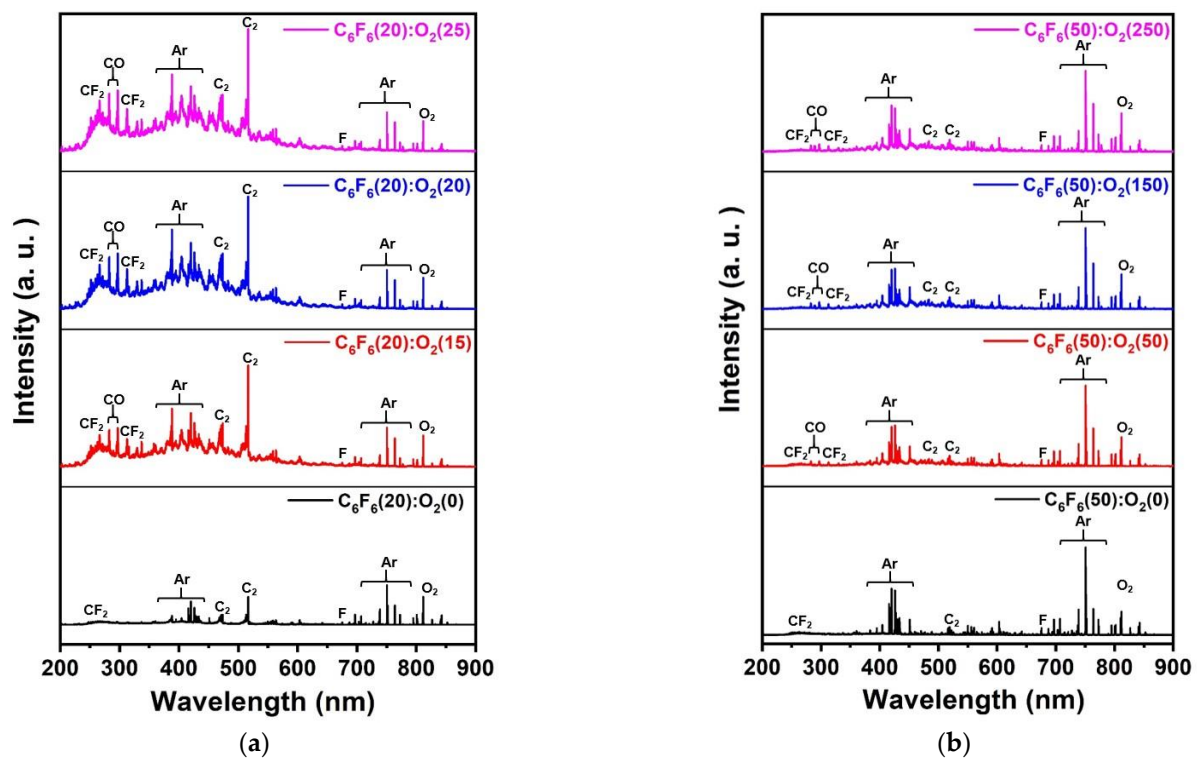 C₆F₆(20):O₂(25)
C₂
Ar
CO
CF₂
CF₂
C₂
Ar
O₂
F
C₆F₆(20):O₂(20)
C₂
Ar
CO
CF₂
CF₂
C₂
Ar
O₂
F
C₆F₆(20):O₂(15)
C₂
Ar
CO
CF₂
CF₂
C₂
Ar
O₂
F
C₆F₆(20):O₂(0)
Ar
Ar
C₂
O₂
CF₂
C₂
F
Intensity (a. u. )
200 300 400 500 600 700 800 900
Wavelength (nm)
(a)
C₆F₆(50):O₂(250)
Ar
Ar
CO
O₂
CF₂ CF₂
C₂ C₂
F
C₆F₆(50):O₂(150)
Ar
Ar
CO
O₂
CF₂ CF₂
C₂ C₂
F
C₆F₆(50):O₂(50)
Ar
Ar
CO
O₂
CF₂ CF₂
C₂ C₂
F
C₆F₆(50):O₂(0)
Ar
Ar
O₂
CF₂
C₂
F
Intensity (a. u. )
200 300 400 500 600 700 800 900
Wavelength (nm)
(b)